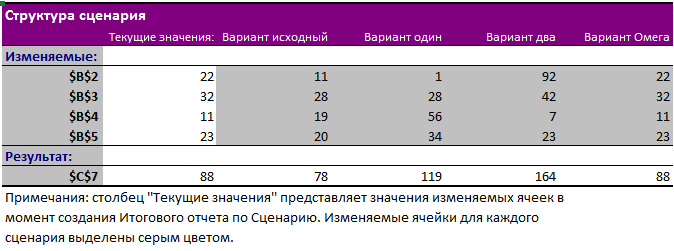 Структура сценария
Текущие значения: Вариант исходный Вариант один Вариант два Вариант Омега
Изменяемые:
$B$2 22 11 1 92 22
$B$3 32 28 28 42 32
$B$4 11 19 56 7 11
$B$5 23 20 34 23 23
Результат:
$C$7 88 78 119 164 88
Примечания: столбец "Текущие значения" представляет значения изменяемых ячеек в
момент создания Итогового отчета по Сценарию. Изменяемые ячейки для каждого
сценария выделены серым цветом.